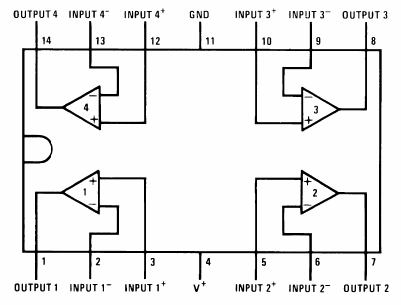 OUTPUT 4 INPUT 4⁻ INPUT 4⁺ GND INPUT 3⁺ INPUT 3⁻ OUTPUT 3
14 13 12 11 10 9 8
− + + −
4 3
+ −
1 2
+ + 
− −
1 2 3 4 5 6 7
OUTPUT 1 INPUT 1⁻ INPUT 1⁺ V⁺ INPUT 2⁺ INPUT 2⁻ OUTPUT 2